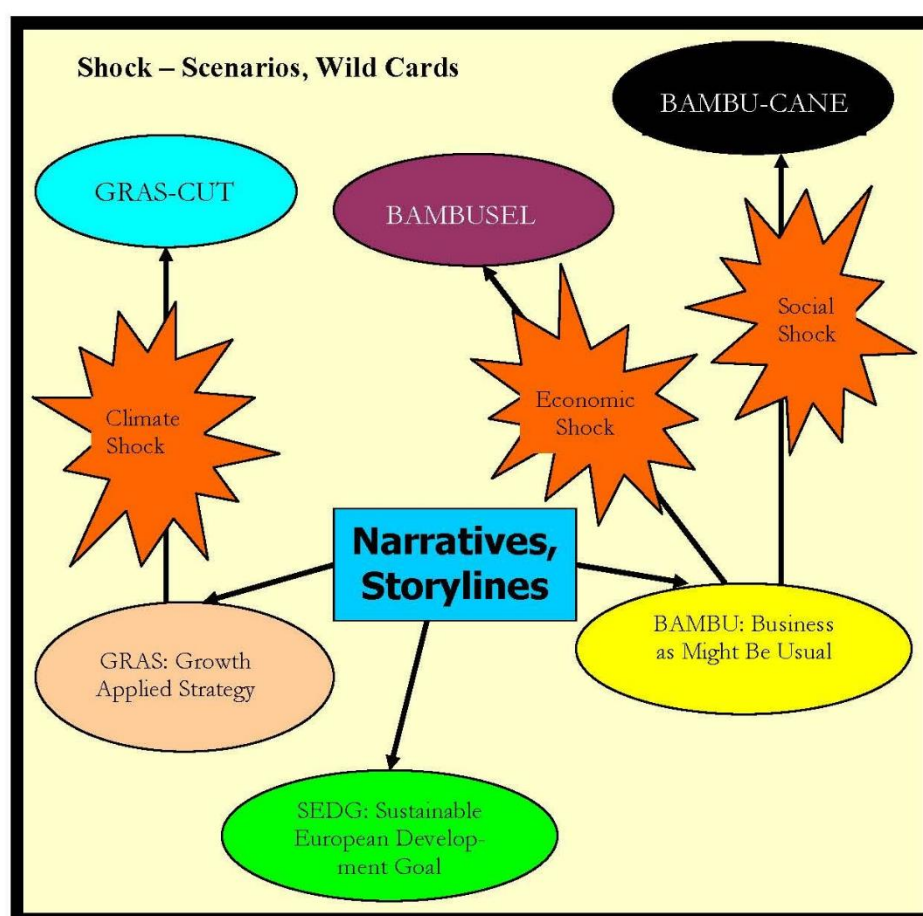 Shock – Scenarios, Wild Cards
BAMBU-CANE
GRAS-CUT
BAMBUSEL
Social
Shock
Climate
Shock
Economic
Shock
Narratives,
Storylines
GRAS: Growth
Applied Strategy
BAMBU: Business
as Might Be Usual
SEDG: Sustainable
European Develop-
ment Goal